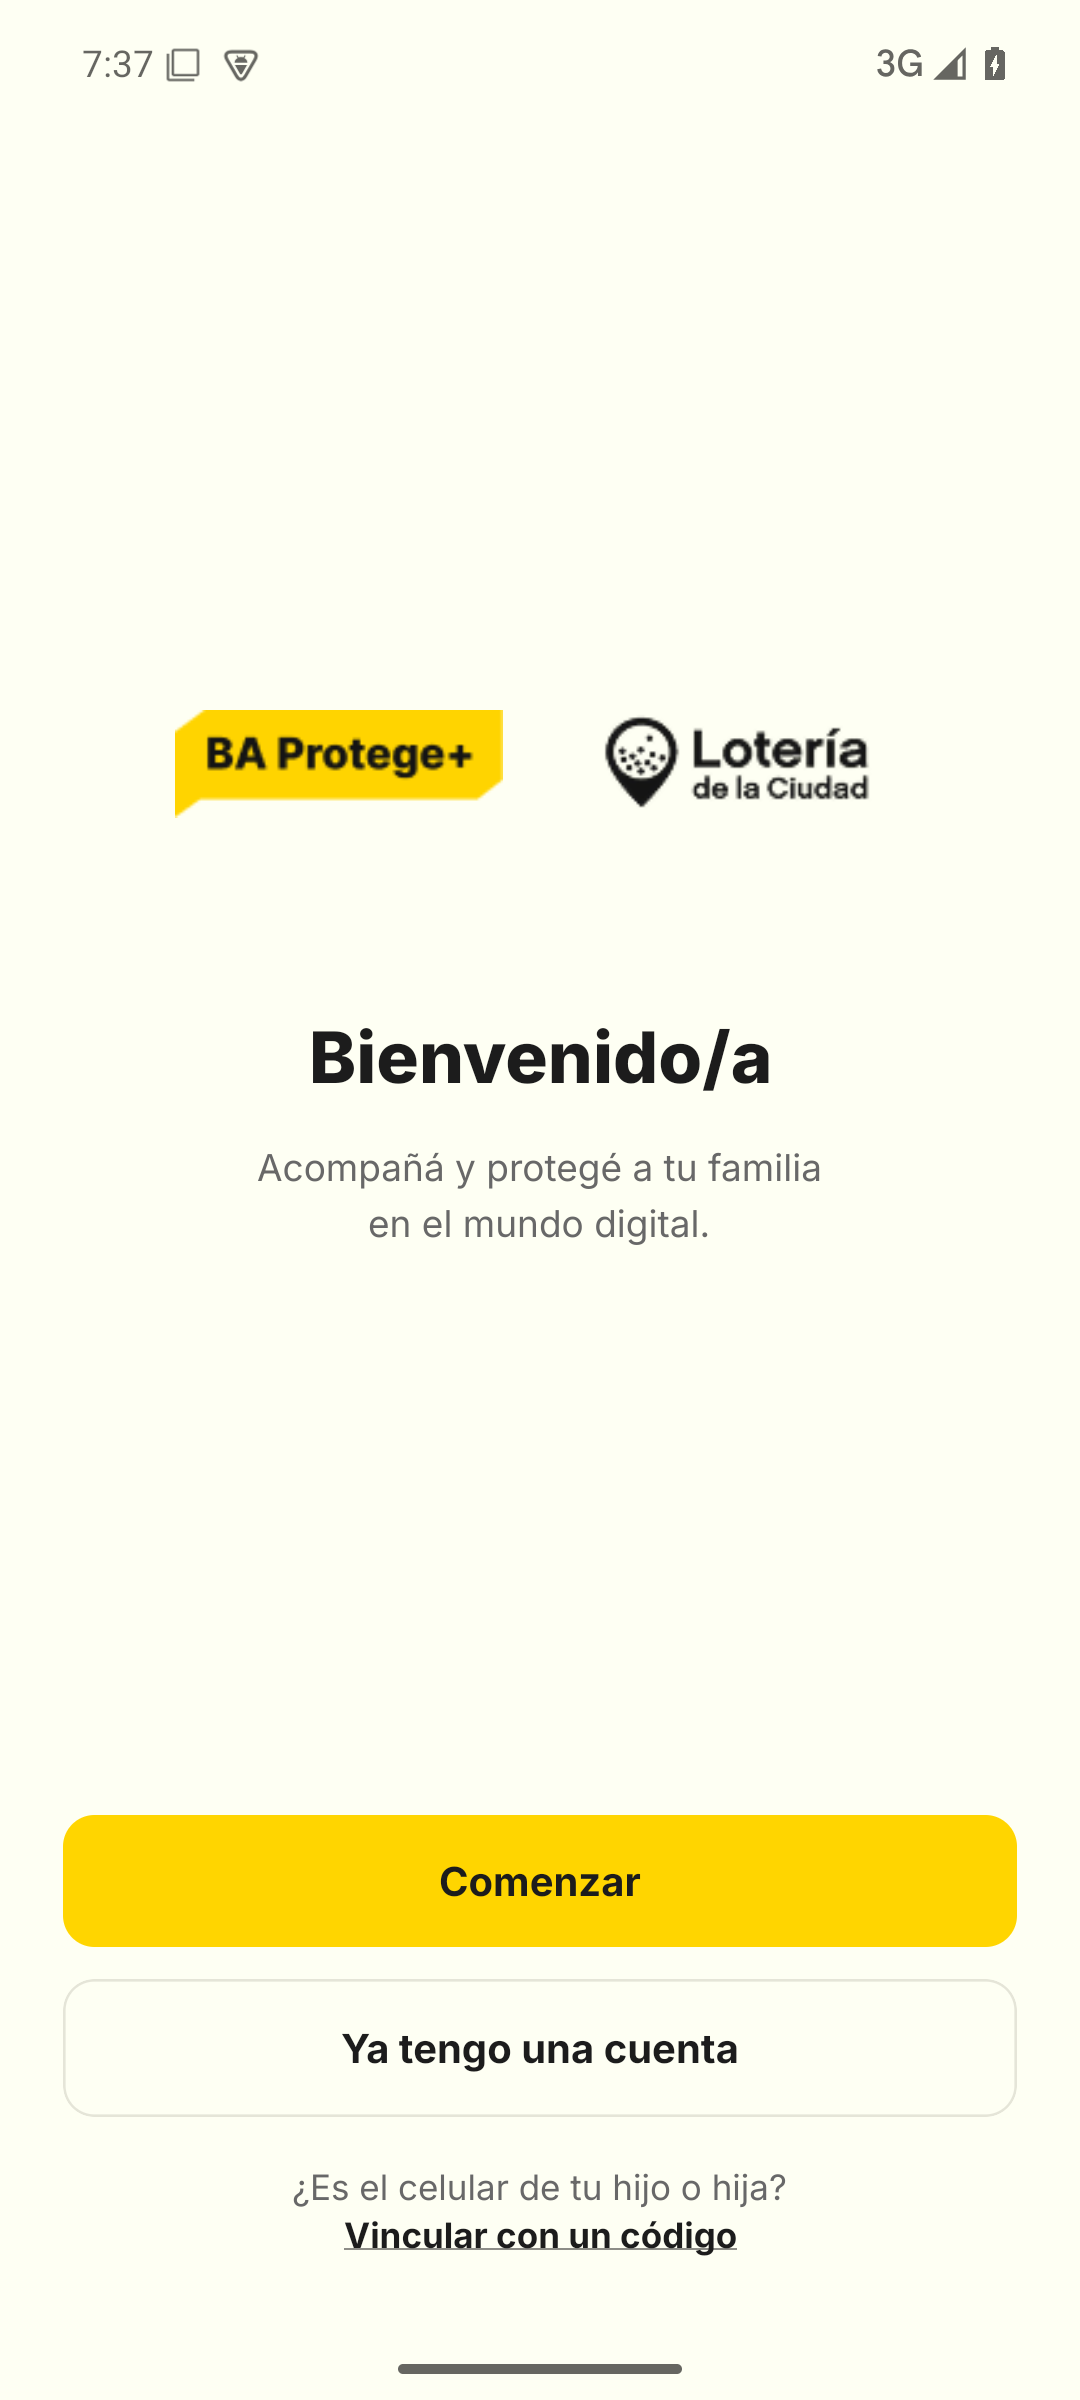 7:37
3G
BA Protege+
Lotería
de la Ciudad
Bienvenido/a
Acompañá y protegé a tu familia
en el mundo digital.
Comenzar
Ya tengo una cuenta
¿Es el celular de tu hijo o hija?
Vincular con un código